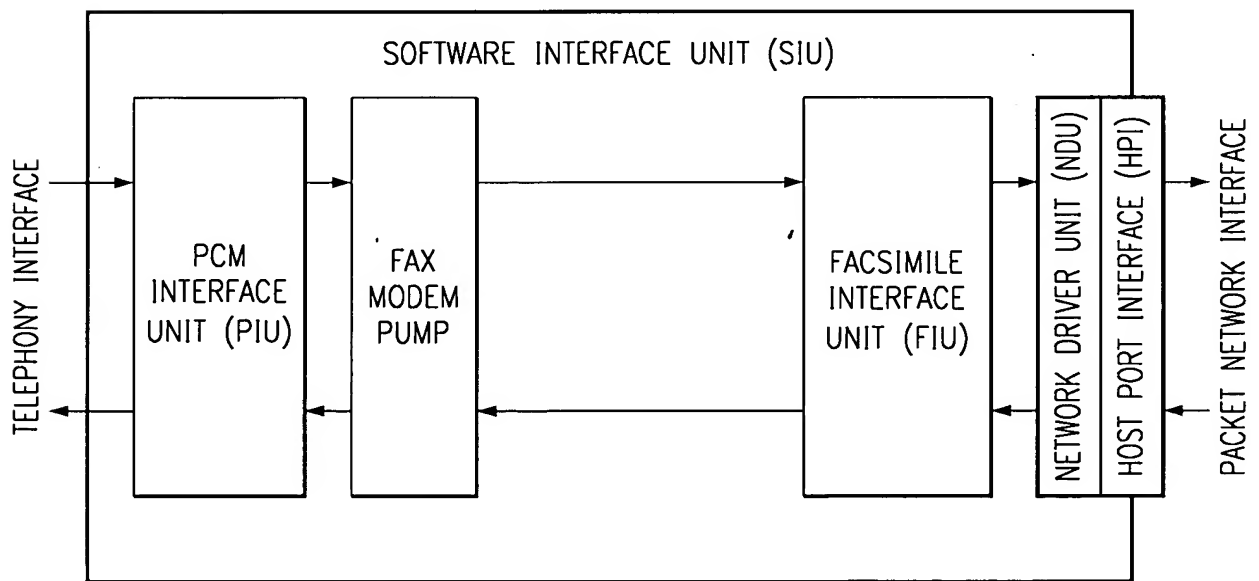 SOFTWARE INTERFACE UNIT (SIU)
TELEPHONY INTERFACE
PCM
INTERFACE
UNIT (PIU)
FAX
MODEM
PUMP
FACSIMILE
INTERFACE
UNIT (FIU)
NETWORK DRIVER UNIT (NDU)
HOST PORT INTERFACE (HPI)
PACKET NETWORK INTERFACE